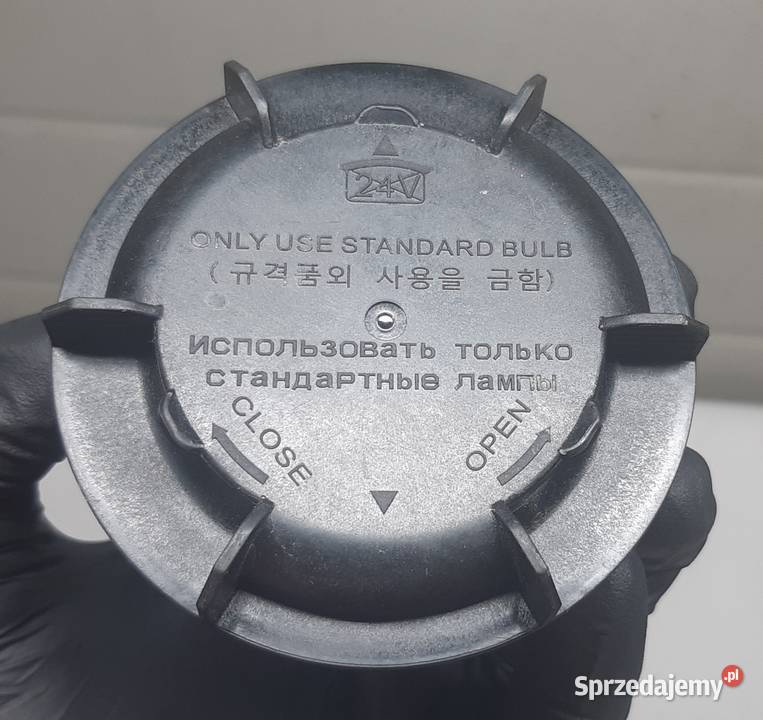 24V
ONLY USE STANDARD BULB
(규격품외 사용을 금함)
использовать только
стандартные лампы
CLOSE
OPEN
Sprzedajemy.pl